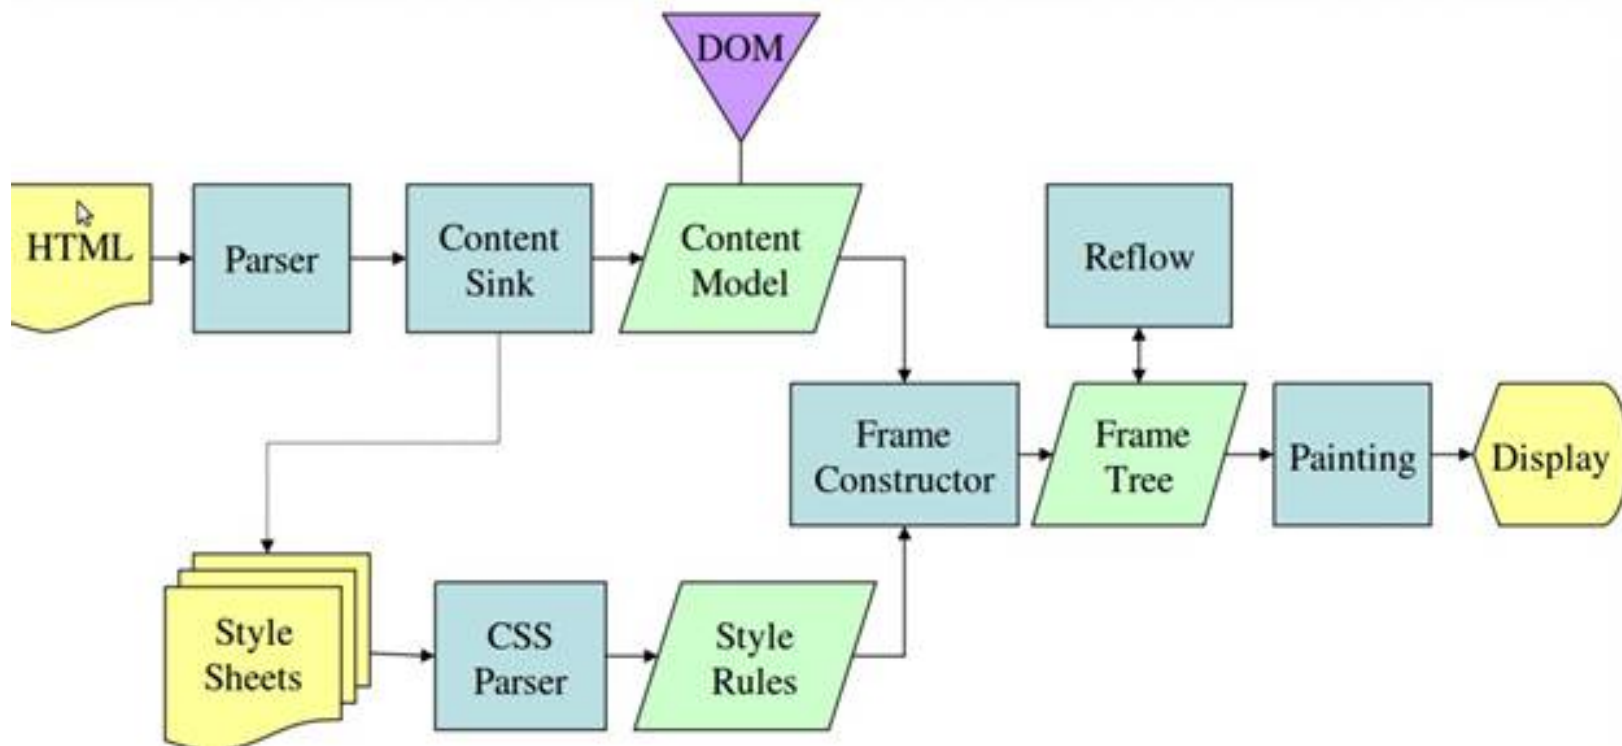 DOM
HTML
Parser
Content
Sink
Content
Model
Reflow
Frame
Constructor
Frame
Tree
Painting
Display
Style
Sheets
CSS
Parser
Style
Rules